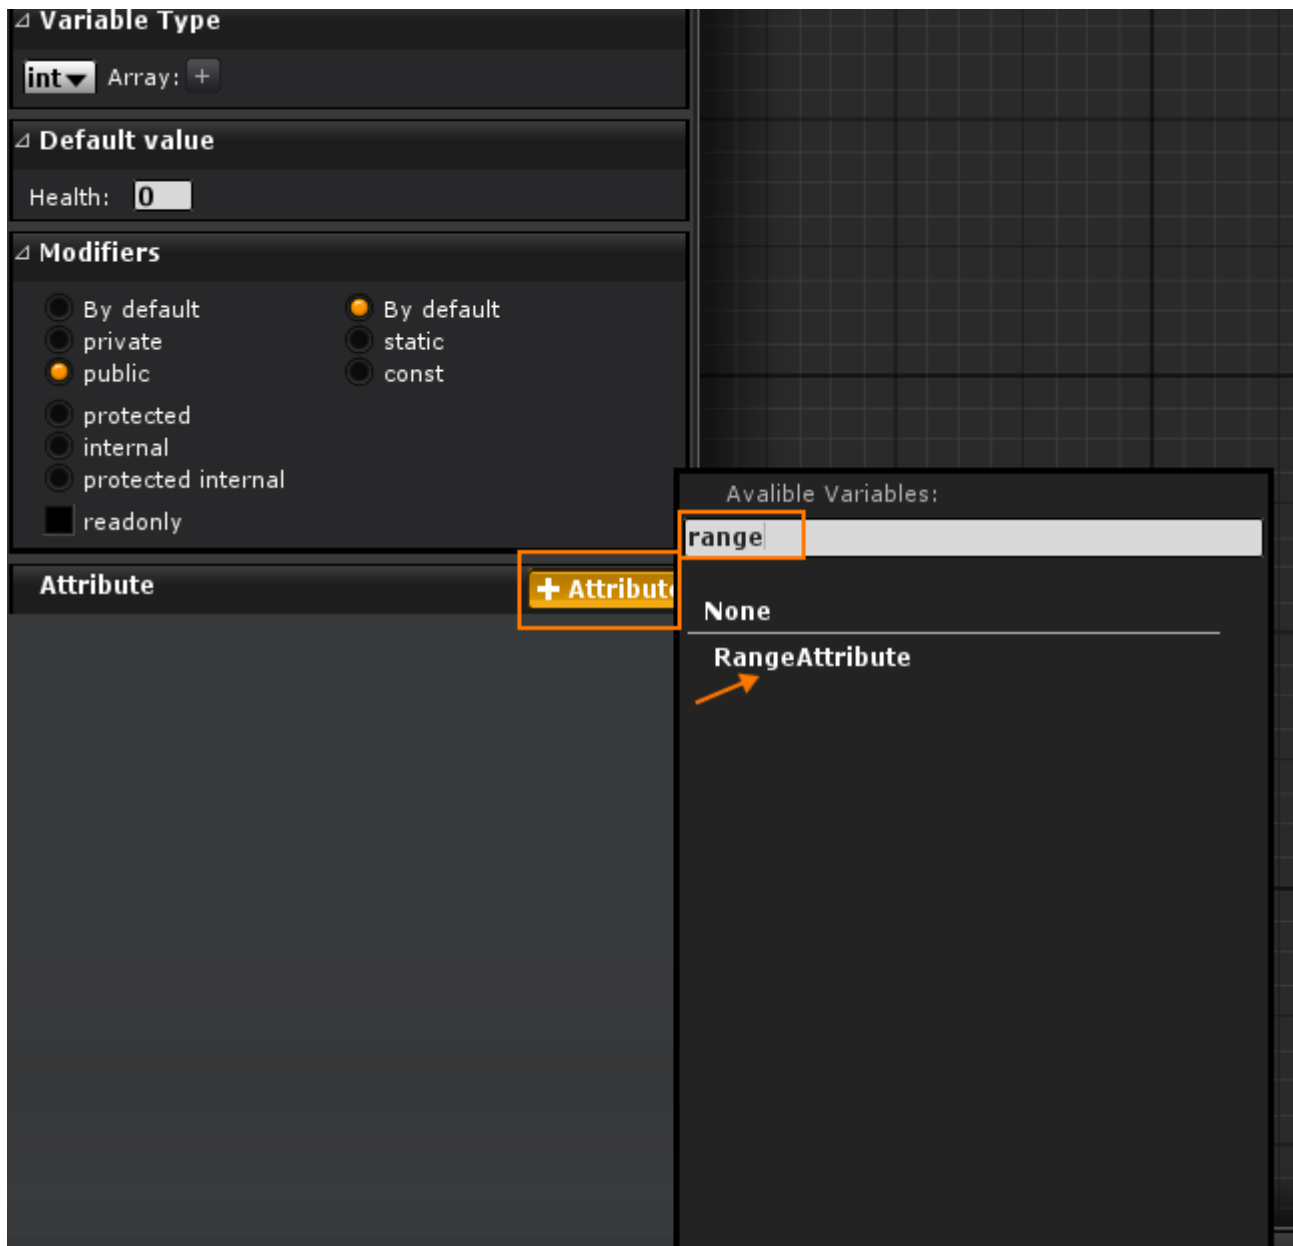 Variable Type
int Array: +
Default value
Health: 0
Modifiers
By default By default
private static
public const
protected
internal
protected internal
readonly
Attribute + Attribute
Avalible Variables:
range
None
RangeAttribute